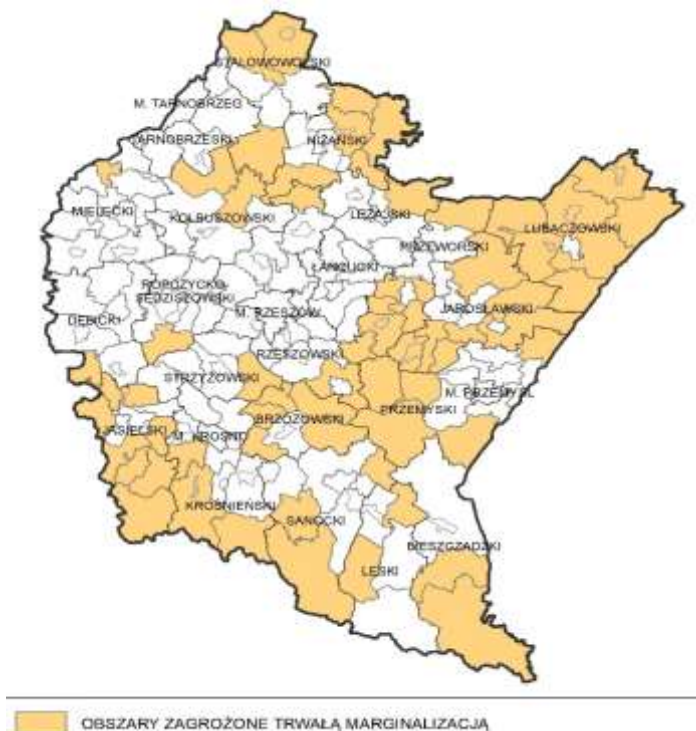 STALOWOWOLSKI
M. TARNOBRZEG
TARNOBRZESKI
NIŻAŃSKI
MIELECKI
KOLBUSZOWSKI
LEŻAJSKI
LUBACZOWSKI
PRZEWORSKI
ŁAŃCUCKI
ROPCZYCKO-
SĘDZISZOWSKI
DĘBICKI
M. RZESZÓW
JAROSŁAWSKI
RZESZOWSKI
STRZYŻOWSKI
M. PRZEMYŚL
BRZOZOWSKI
PRZEMYSKI
JASIELSKI
M. KROSNO
KROŚNIEŃSKI
SANOCKI
BIESZCZADZKI
LESKI
OBSZARY ZAGROŻONE TRWAŁĄ MARGINALIZACJĄ